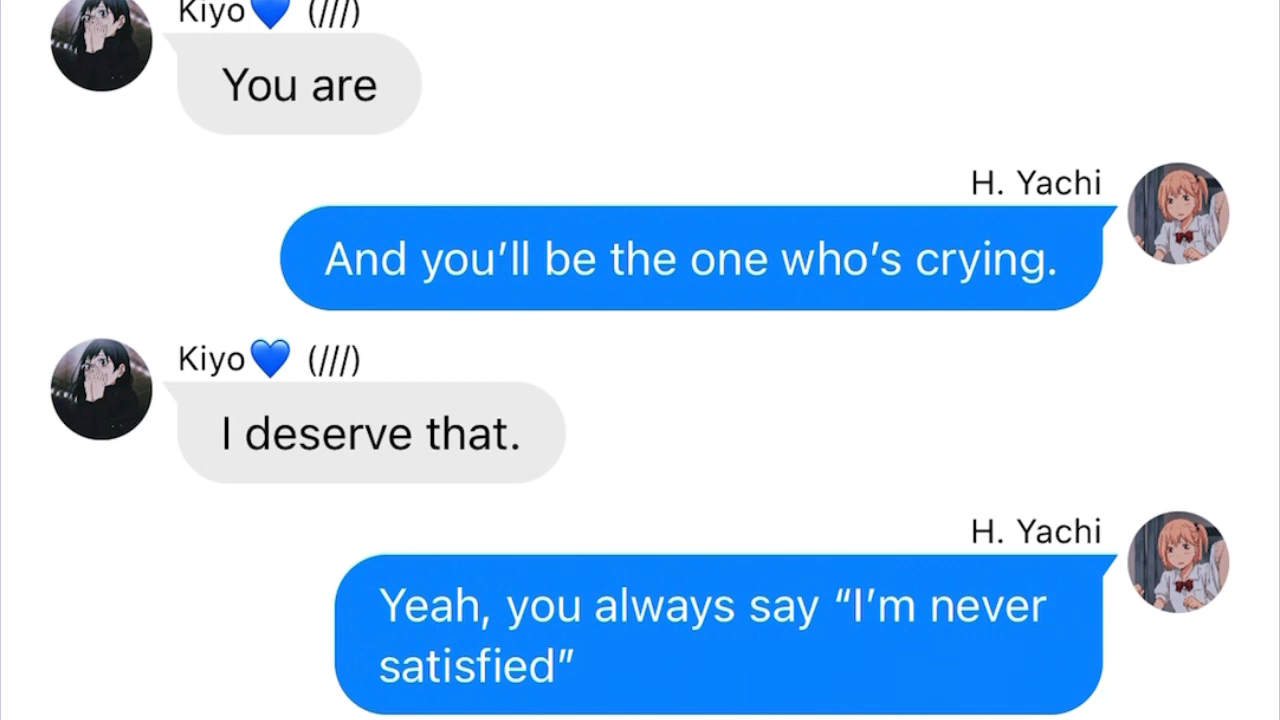 Kiyo💙 (///)
You are
H. Yachi
And you’ll be the one who’s crying.
Kiyo💙 (///)
I deserve that.
H. Yachi
Yeah, you always say “I’m never
satisfied”